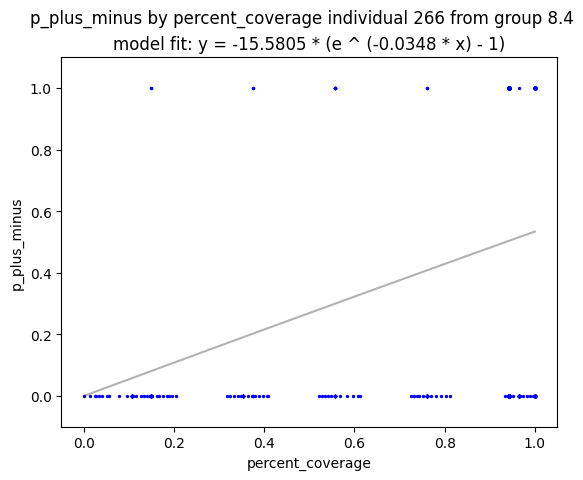 p_plus_minus by percent_coverage individual 266 from group 8.4
model fit: y = -15.5805 * (e ^ (-0.0348 * x) - 1)
1.0
0.8
0.6
0.4
0.2
0.0
p_plus_minus
0.0 0.2 0.4 0.6 0.8 1.0
percent_coverage